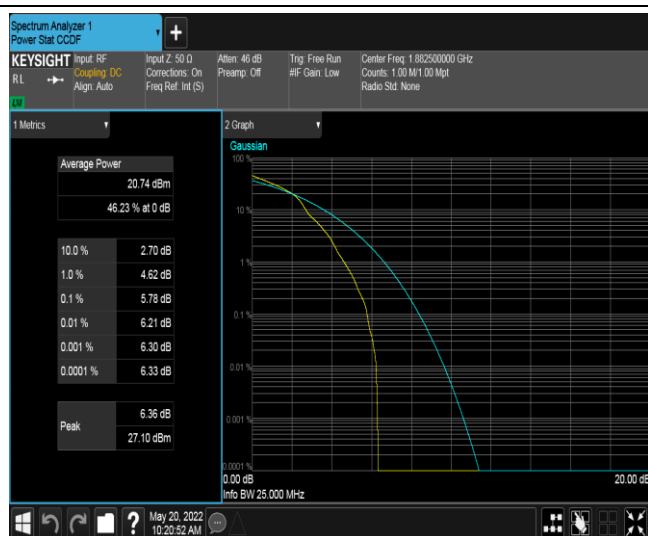 Spectrum Analyzer 1
Power Stat CCDF
KEYSIGHT
RL
LXI
Input: RF
Coupling: DC
Align: Auto
Input Z: 50 Ω
Corrections: On
Freq Ref: Int (S)
Atten: 46 dB
Preamp: Off
Trig: Free Run
#IF Gain: Low
Center Freq: 1.882500000 GHz
Counts: 1.00 M/1.00 Mpt
Radio Std: None
1 Metrics
Average Power
20.74 dBm
46.23 % at 0 dB
10.0 % 2.70 dB
1.0 % 4.62 dB
0.1 % 5.78 dB
0.01 % 6.21 dB
0.001 % 6.30 dB
0.0001 % 6.33 dB
Peak
6.36 dB
27.10 dBm
2 Graph
Gaussian
100 %
10 %
1 %
0.1 %
0.01 %
0.001 %
0.0001 %
0.00 dB
20.00 dB
Info BW 25.000 MHz
?
May 20, 2022
10:20:52 AM